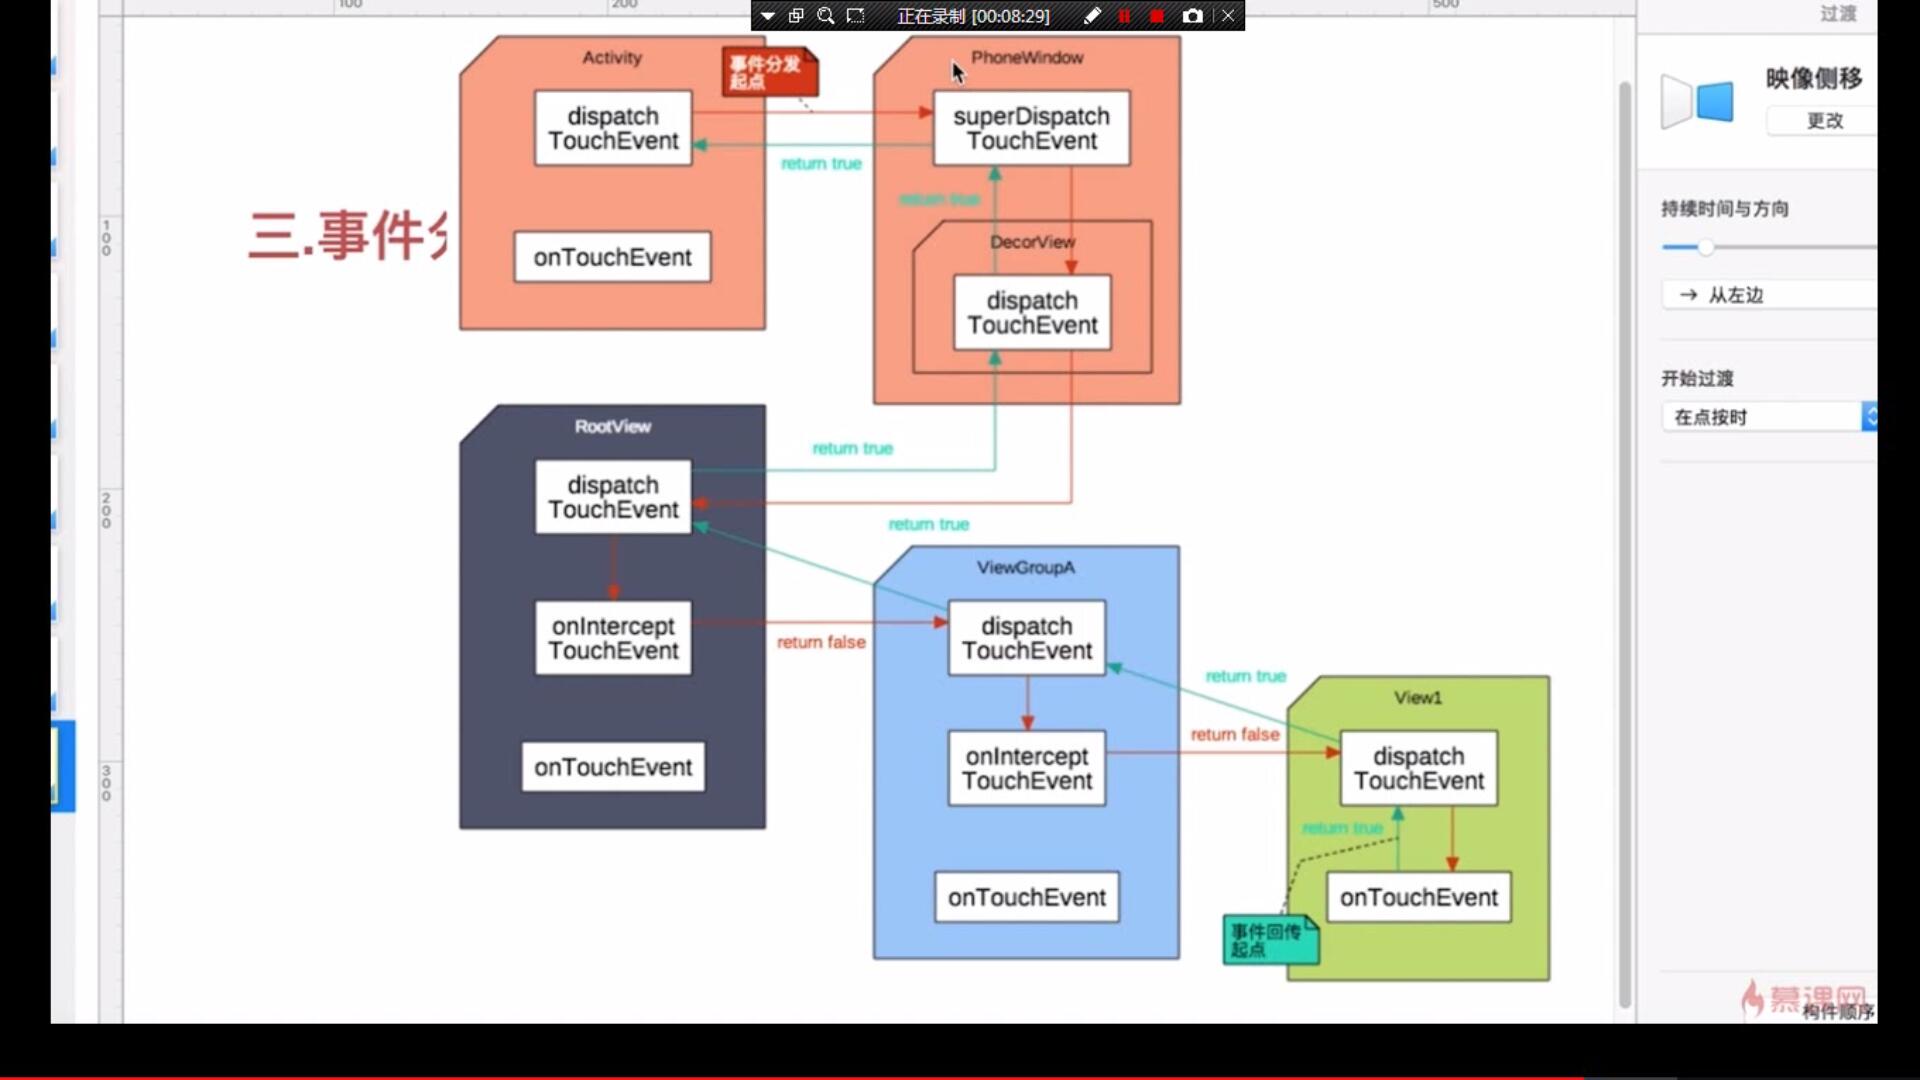 100
200
500
正在录制 [00:08:29]
过渡
Activity
事件分发
起点
PhoneWindow
映像侧移
更改
dispatch
TouchEvent
superDispatch
TouchEvent
return true
return true
三.事件
持续时间与方向
100
onTouchEvent
DecorView
dispatch
TouchEvent
从左边
开始过渡
在点按时
RootView
return true
dispatch
TouchEvent
200
return true
ViewGroupA
onIntercept
TouchEvent
return false
dispatch
TouchEvent
return true
View1
return false
onIntercept
TouchEvent
dispatch
TouchEvent
onTouchEvent
300
return true
onTouchEvent
onTouchEvent
事件回传
起点
慕课网
构件顺序